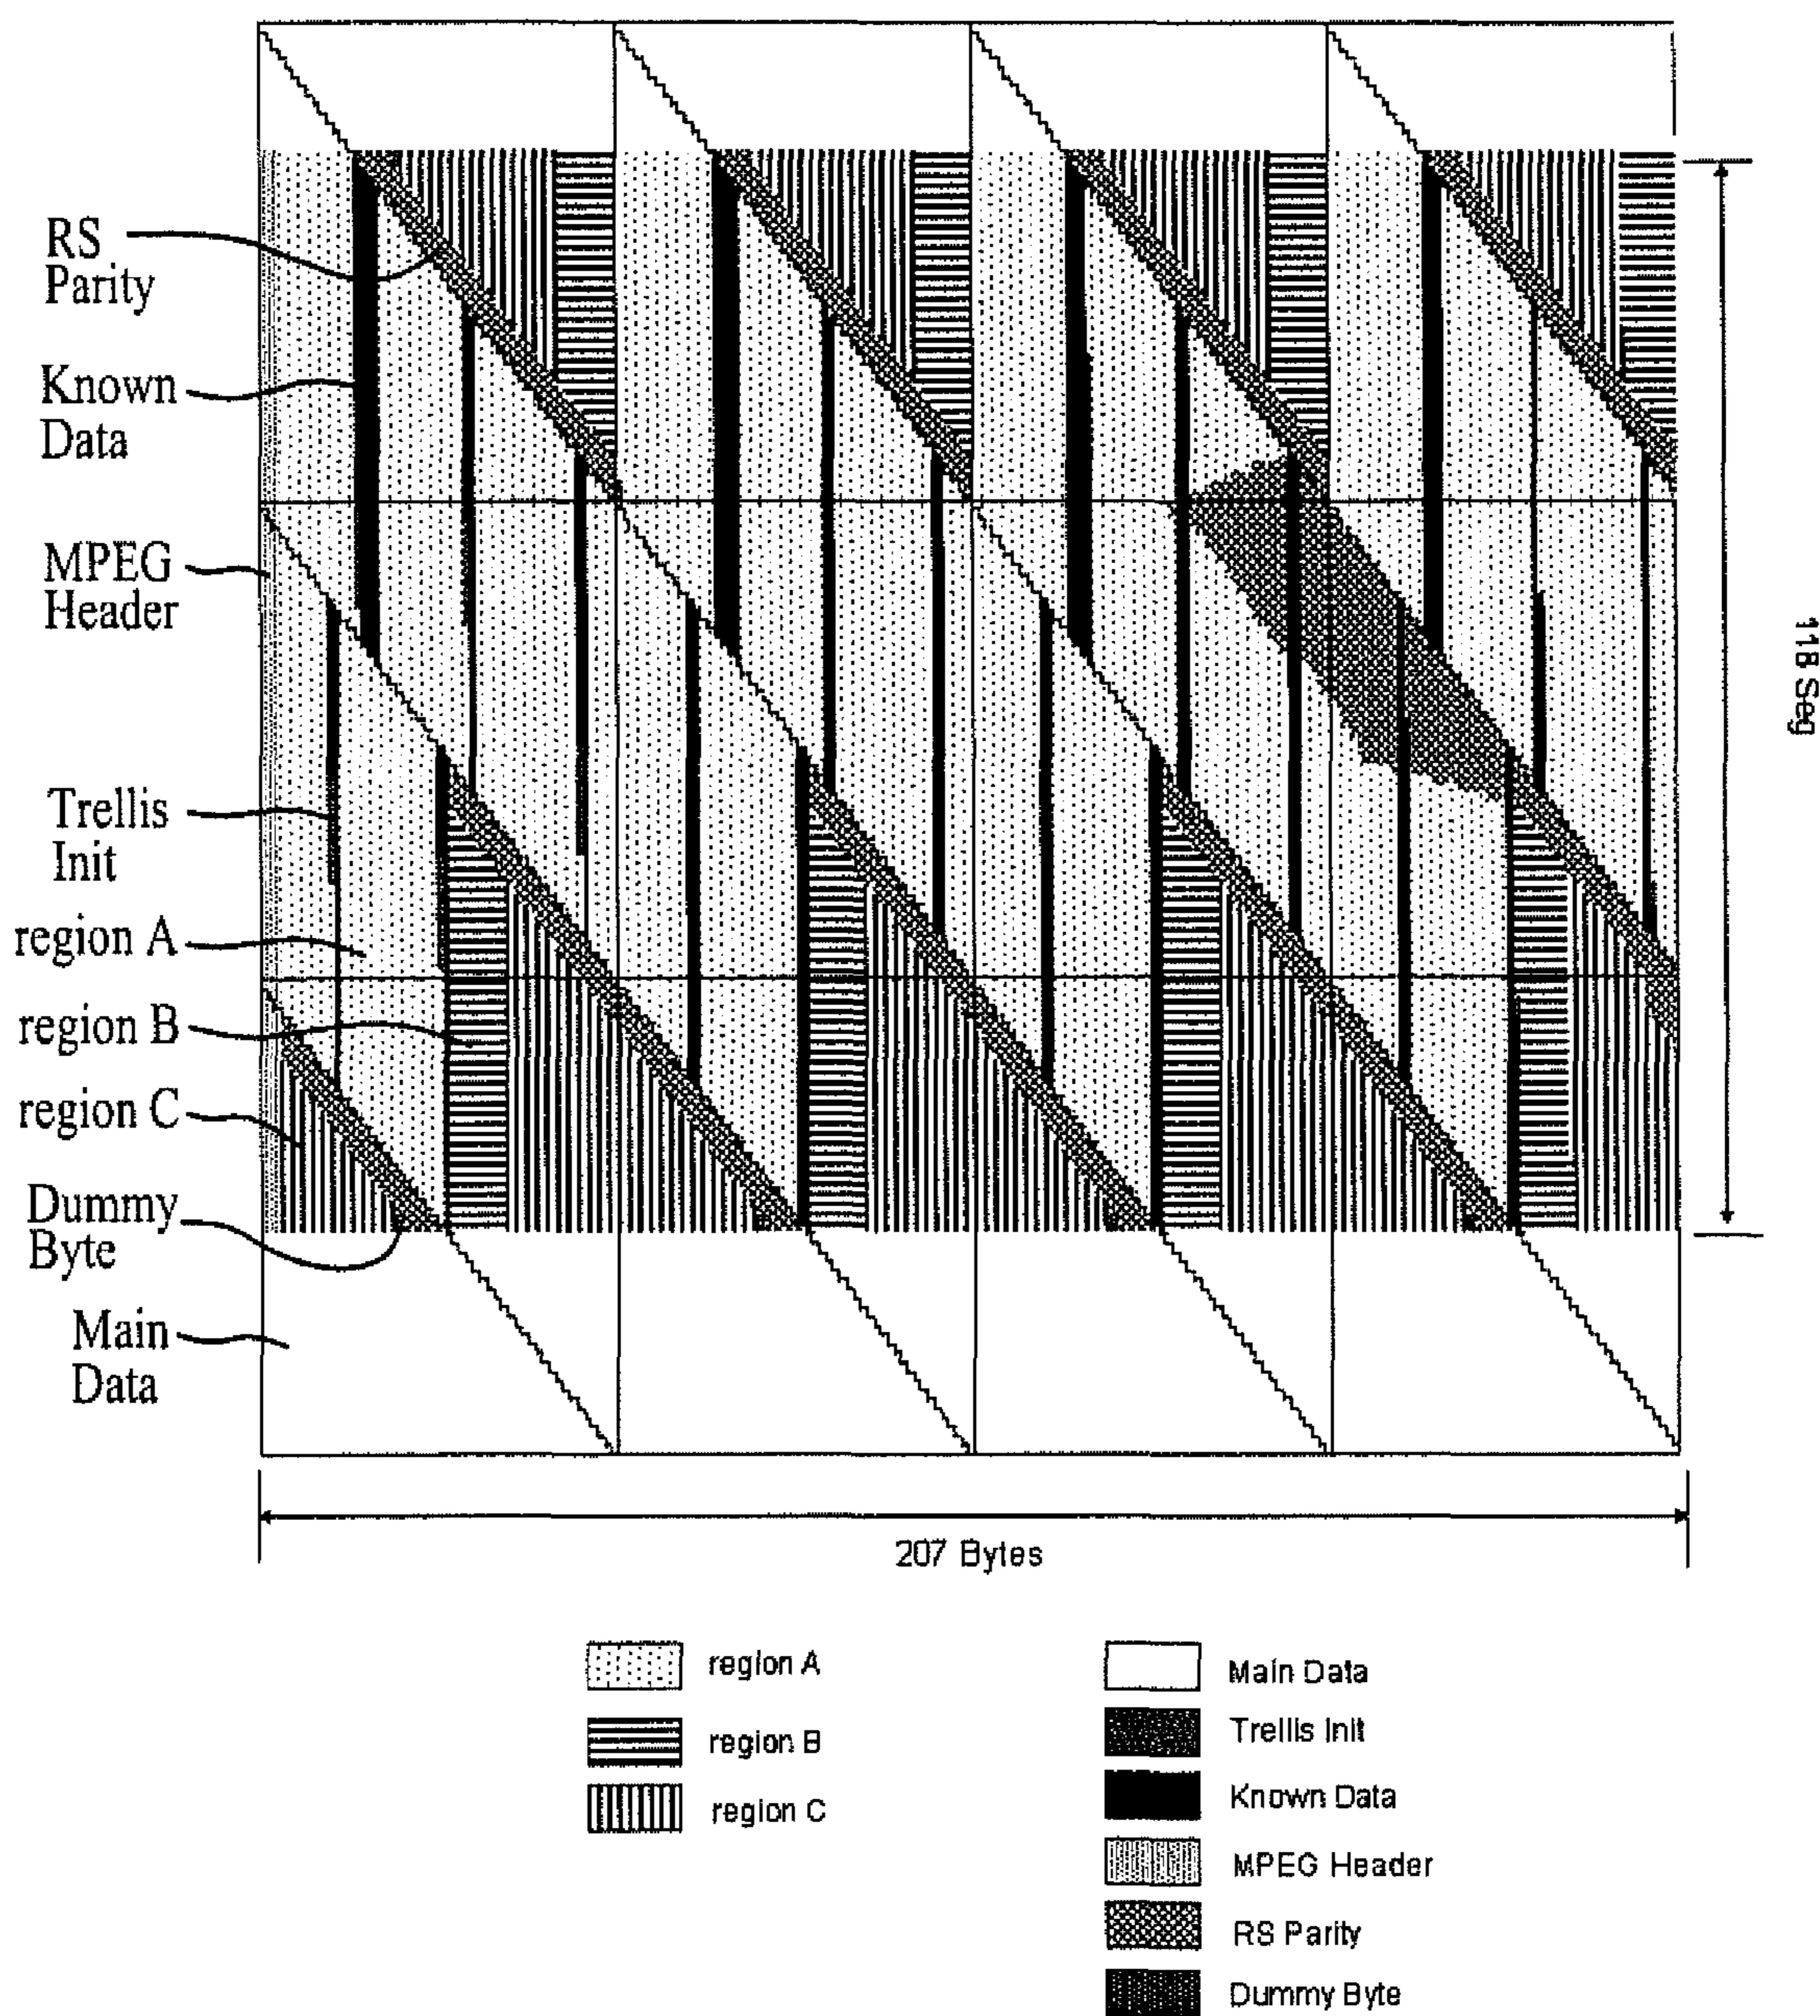 RS
Parity
Known
Data
MPEG
Header
Trellis
Init
region A
region B
region C
Dummy
Byte
Main
Data
118 Seg
207 Bytes
region A
region B
region C
Main Data
Trellis Init
Known Data
MPEG Header
RS Parity
Dummy Byte